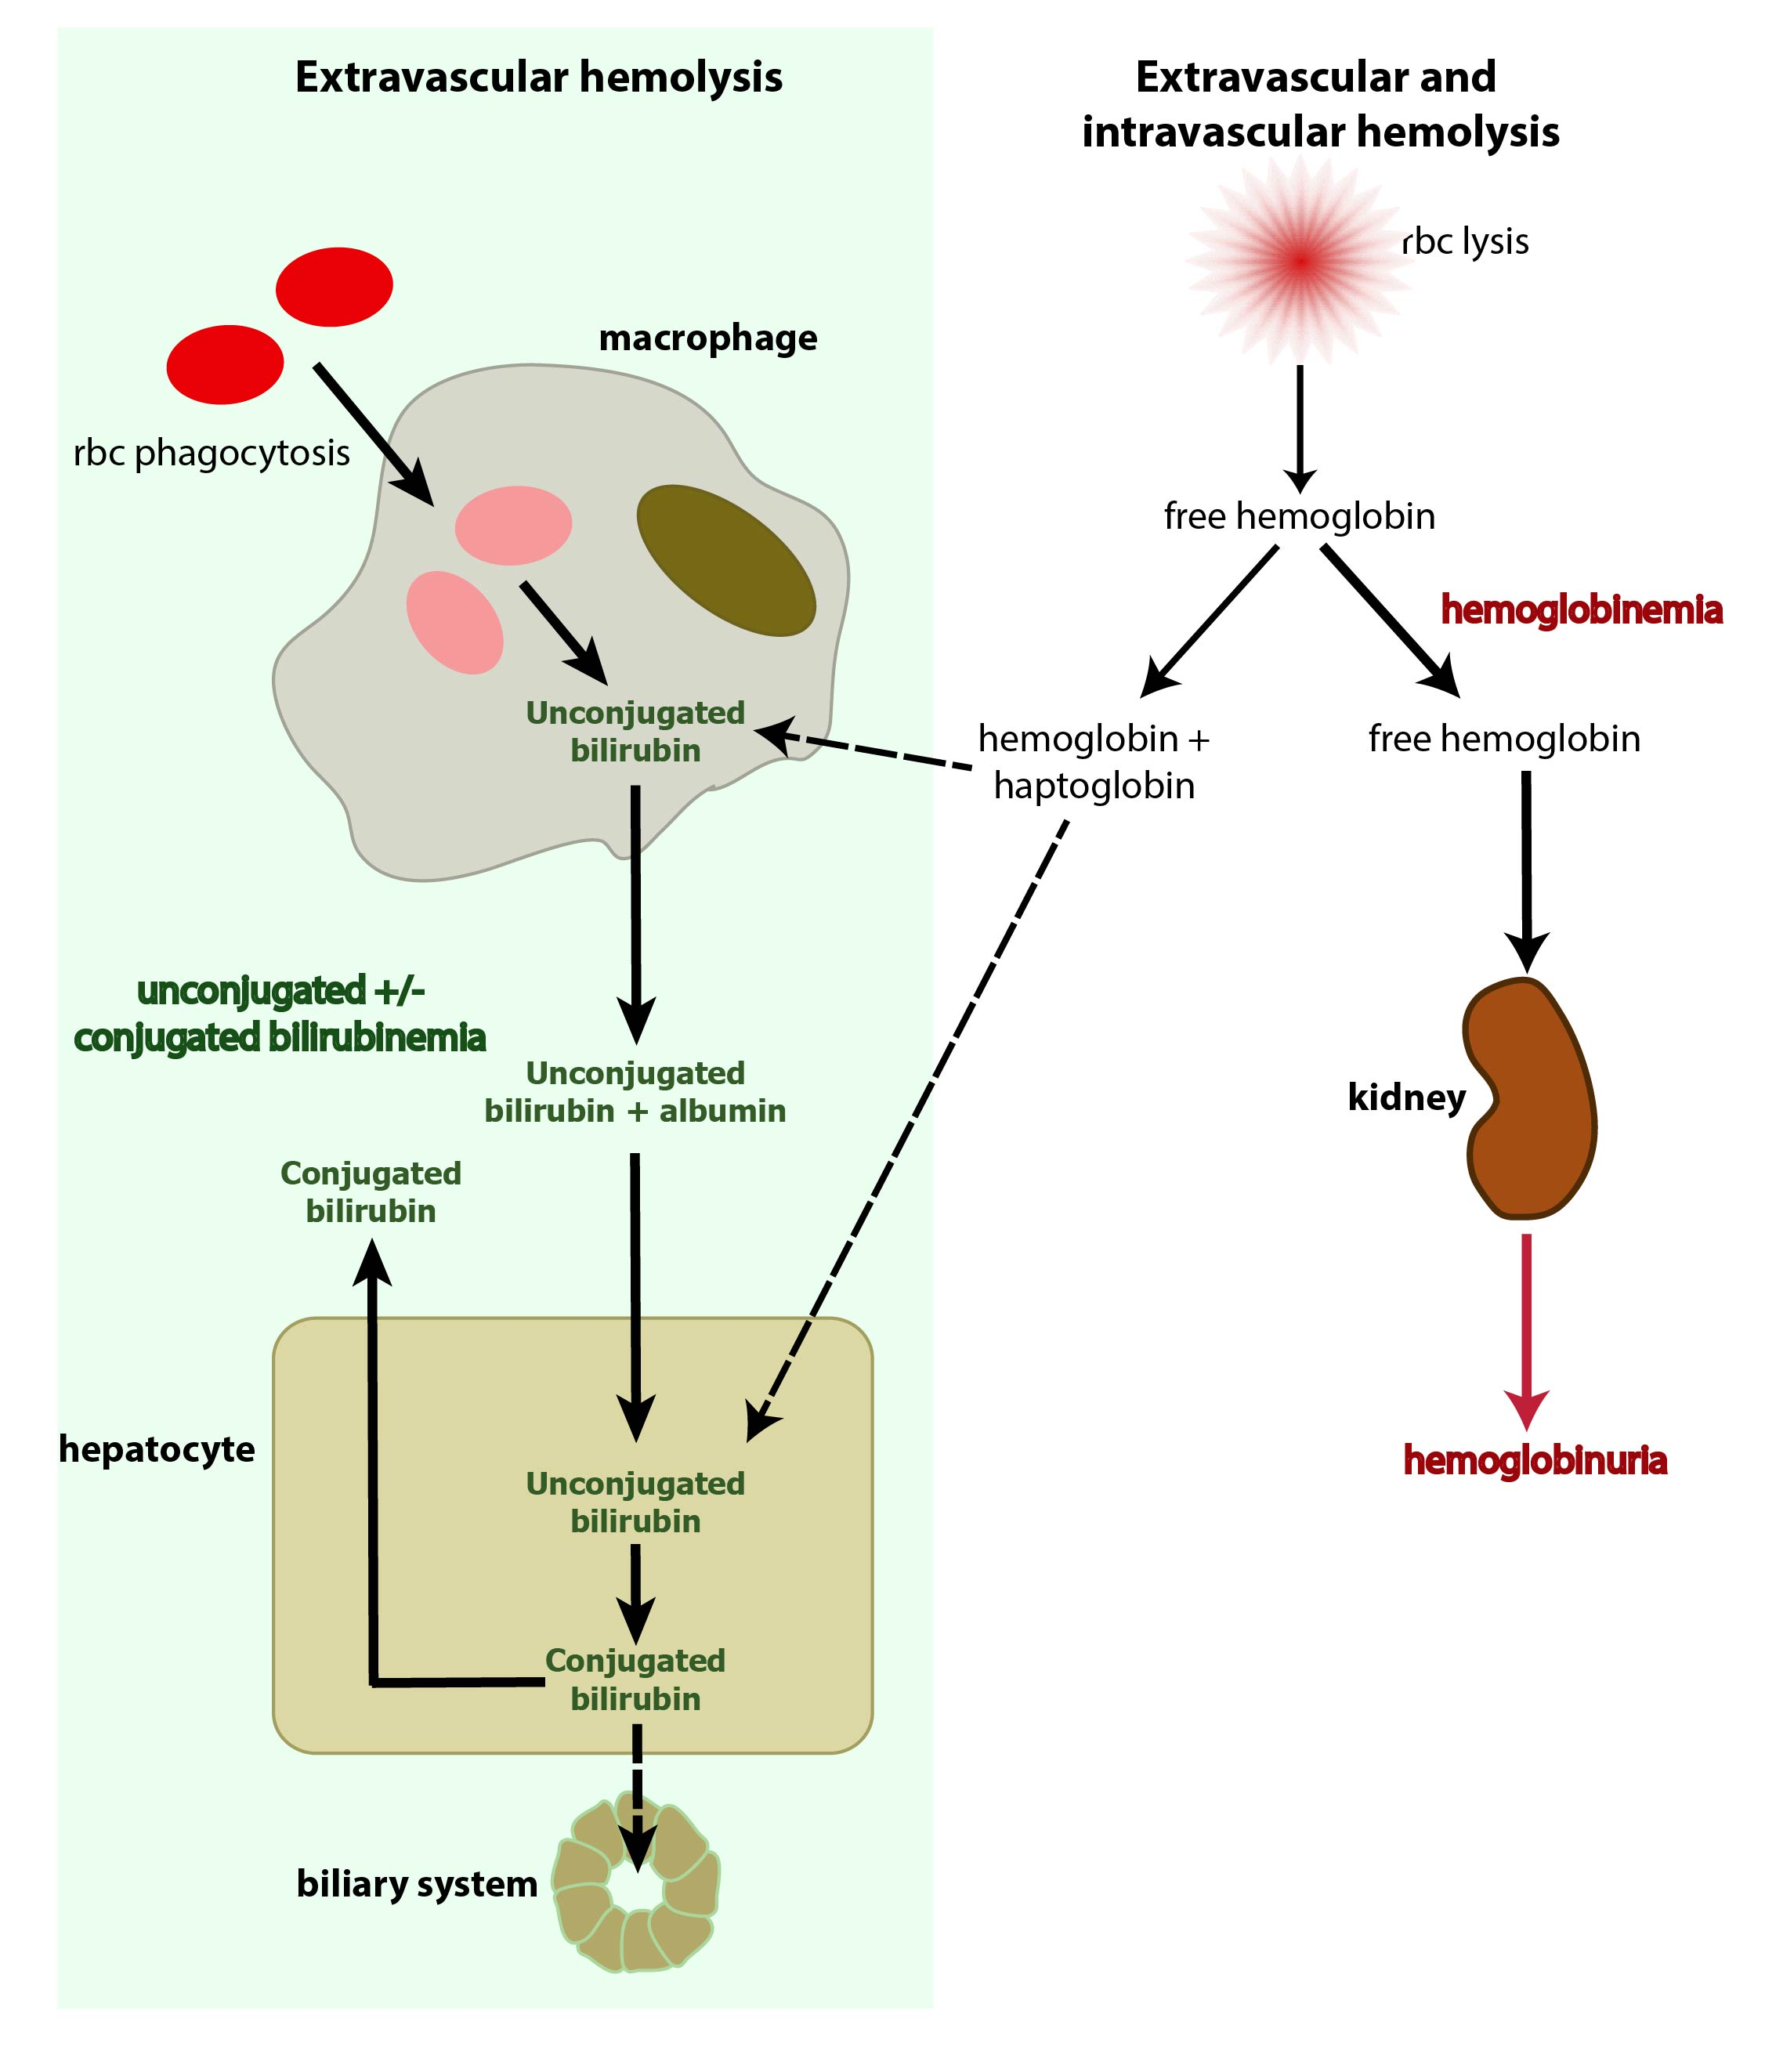 Extravascular hemolysis
rbc phagocytosis
macrophage
Unconjugated
bilirubin
unconjugated +/-
conjugated bilirubinemia
Unconjugated
bilirubin + albumin
Conjugated
bilirubin
hepatocyte
Unconjugated
bilirubin
Conjugated
bilirubin
biliary system
Extravascular and
intravascular hemolysis
rbc lysis
free hemoglobin
hemoglobinemia
hemoglobin +
haptoglobin
free hemoglobin
kidney
hemoglobinuria